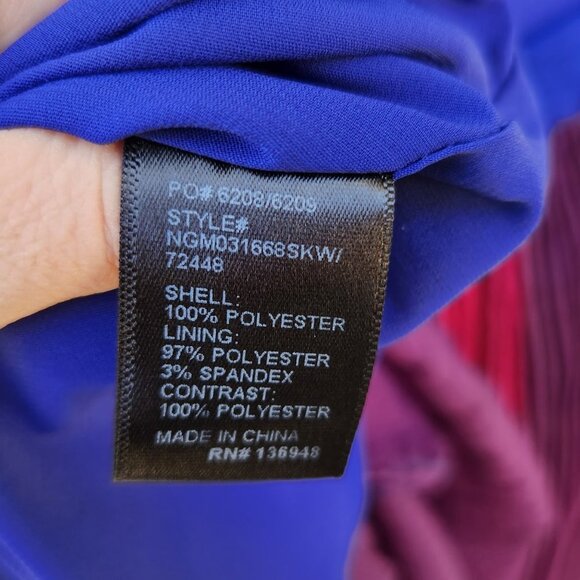 PO# 6208/6209
STYLE#
NGM031668SKW/
72448
SHELL:
100% POLYESTER
LINING:
97% POLYESTER
3% SPANDEX
CONTRAST:
100% POLYESTER
MADE IN CHINA
RN# 136948